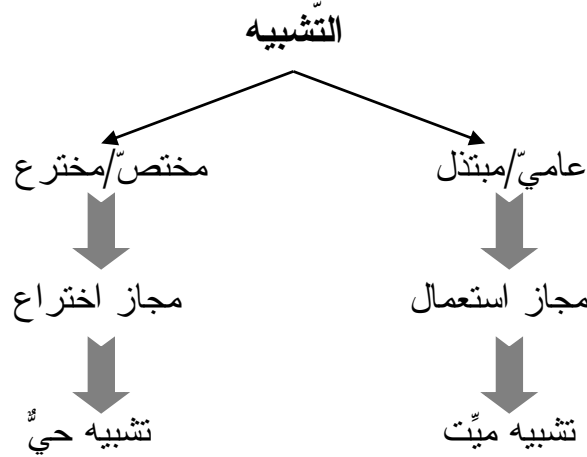 التّشبيه
عاميّ/مبتذل
مختصّ/مخترع
مجاز استعمال
مجاز اختراع
تشبيه ميِّت
تشبيه حيٌّ